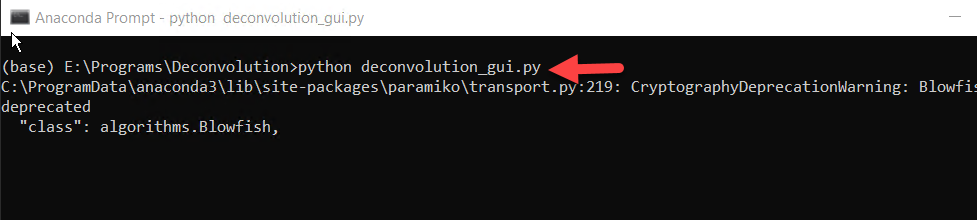 Anaconda Prompt - python  deconvolution_gui.py
(base) E:\Programs\Deconvolution>python deconvolution_gui.py
C:\ProgramData\anaconda3\lib\site-packages\paramiko\transport.py:219: CryptographyDeprecationWarning: Blowfis
deprecated
  "class": algorithms.Blowfish,